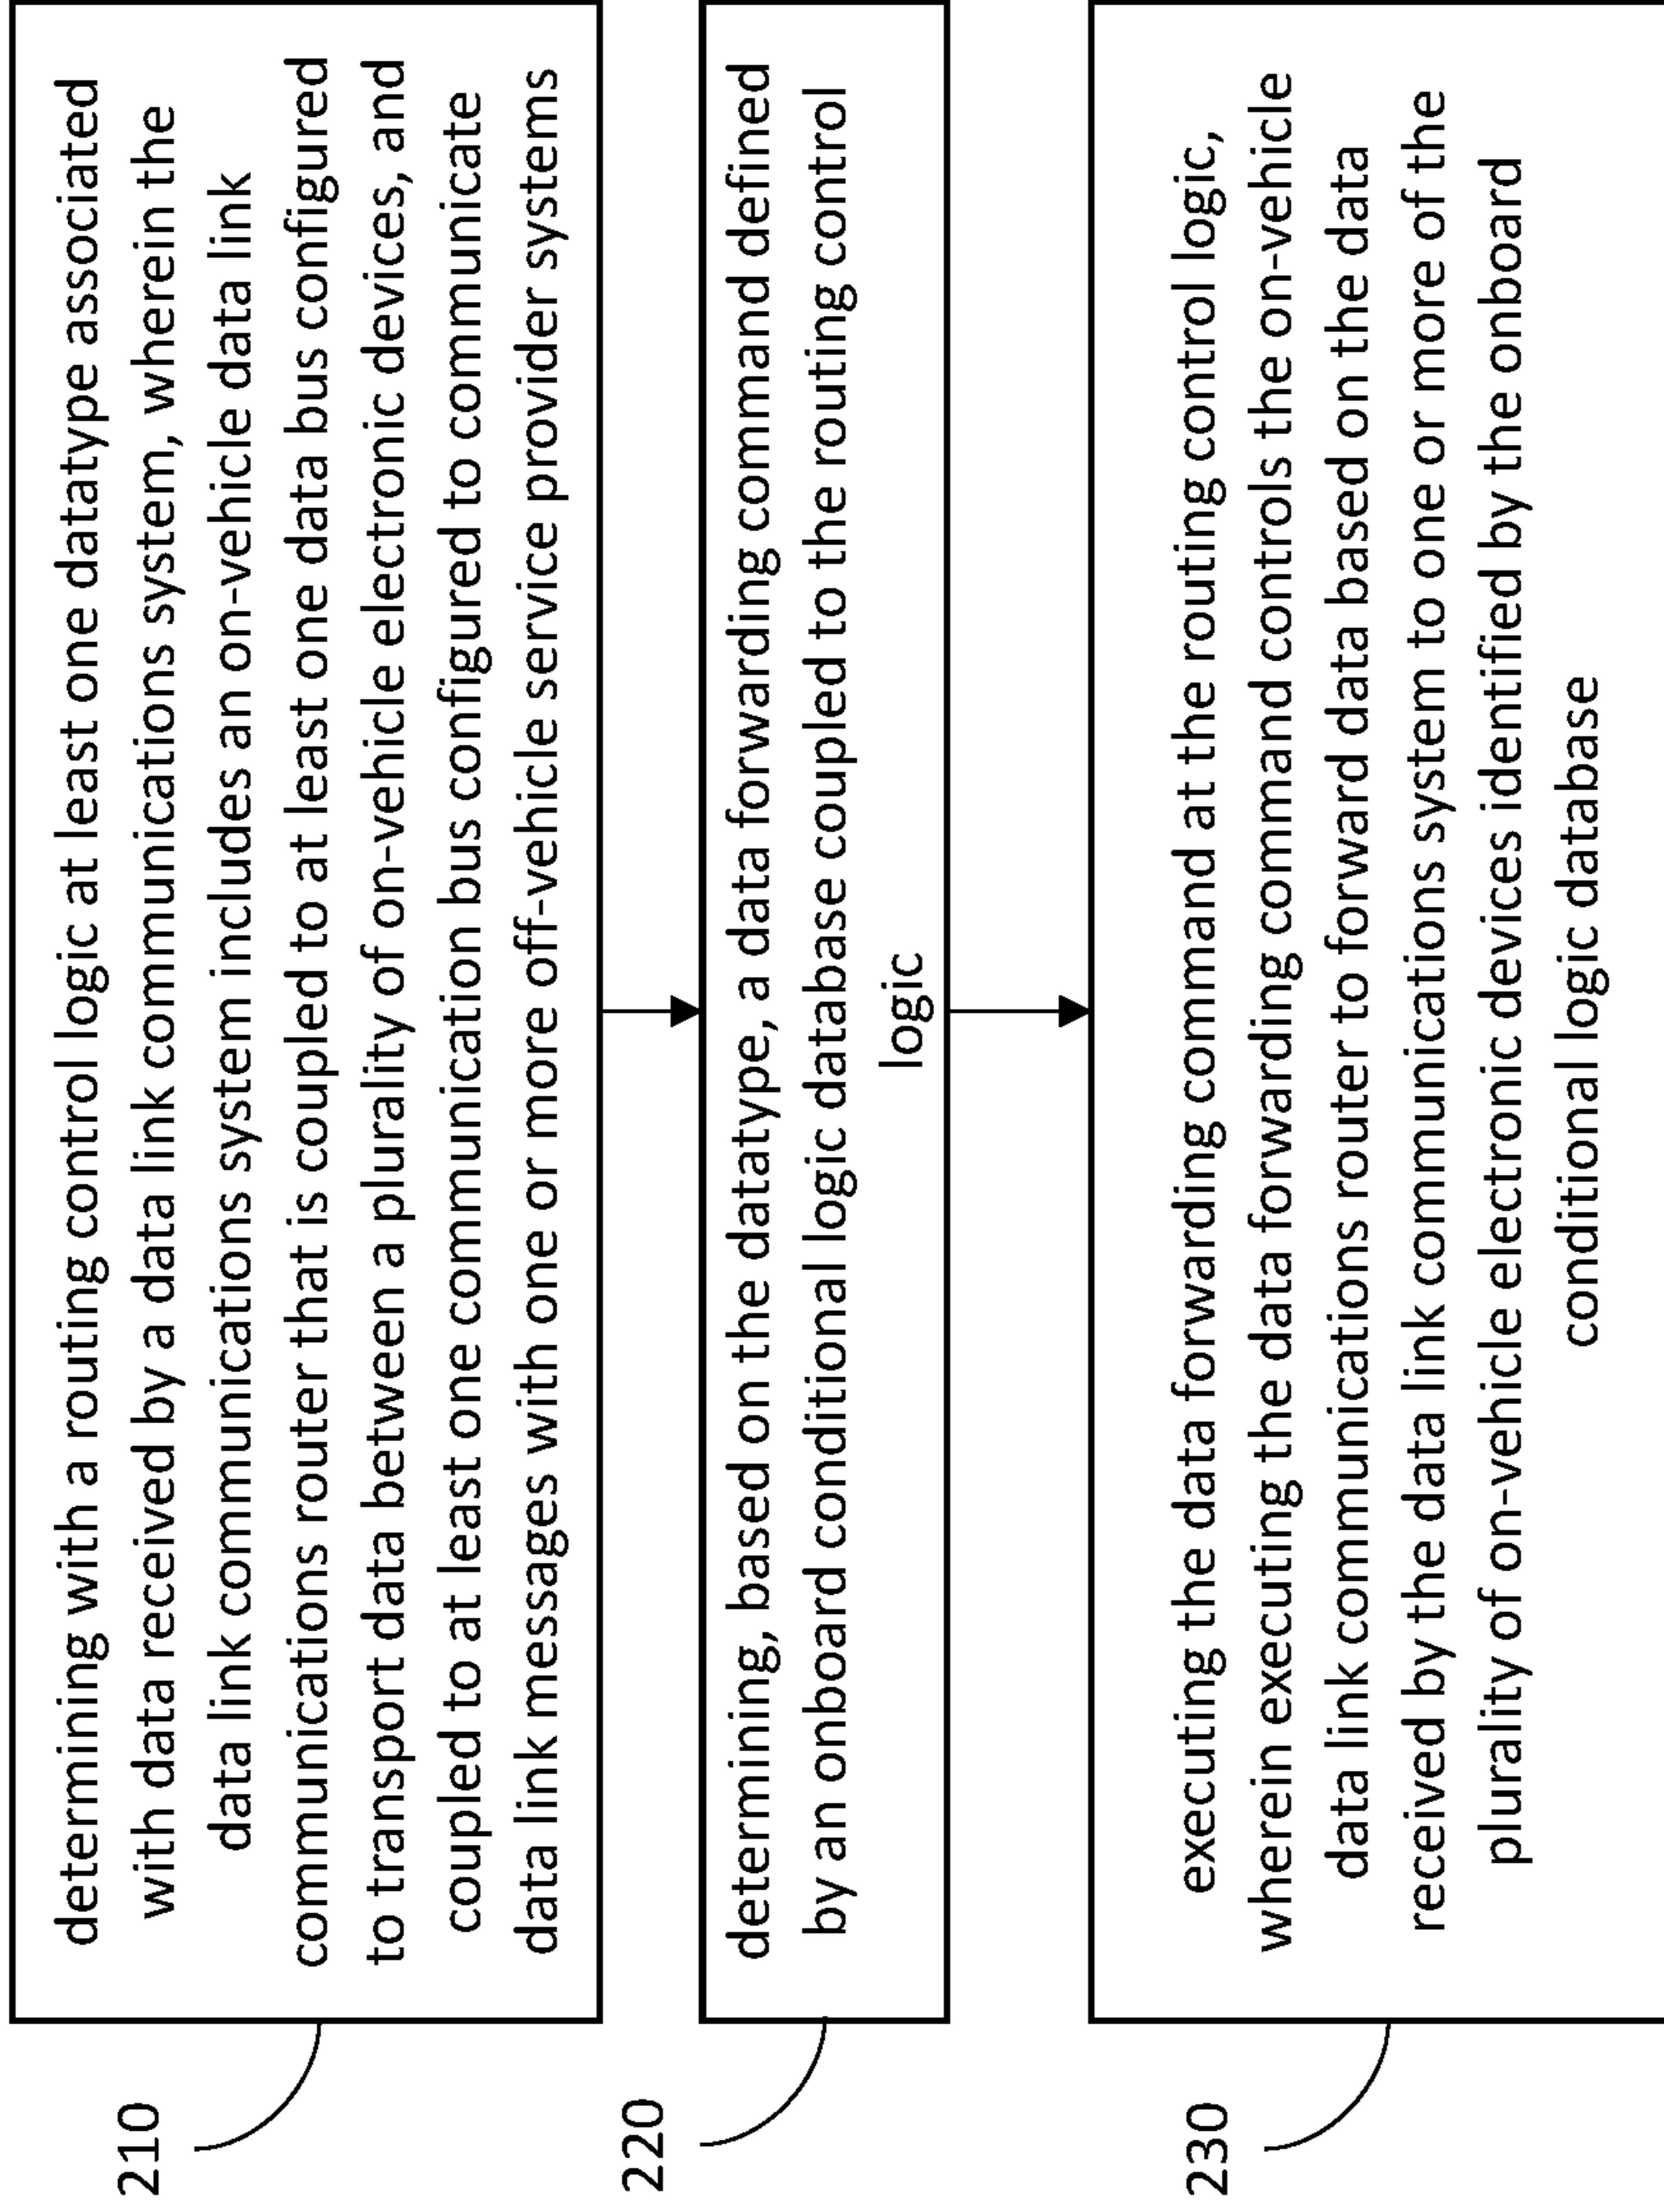 210
determining with a routing control logic at least one datatype associated
with data received by a data link communications system, wherein the
data link communications system includes an on-vehicle data link
communications router that is coupled to at least one data bus configured
to transport data between a plurality of on-vehicle electronic devices, and
coupled to at least one communication bus configured to communicate
data link messages with one or more off-vehicle service provider systems
220
determining, based on the datatype, a data forwarding command defined
by an onboard conditional logic database coupled to the routing control
logic
230
executing the data forwarding command at the routing control logic,
wherein executing the data forwarding command controls the on-vehicle
data link communications router to forward data based on the data
received by the data link communications system to one or more of the
plurality of on-vehicle electronic devices identified by the onboard
conditional logic database